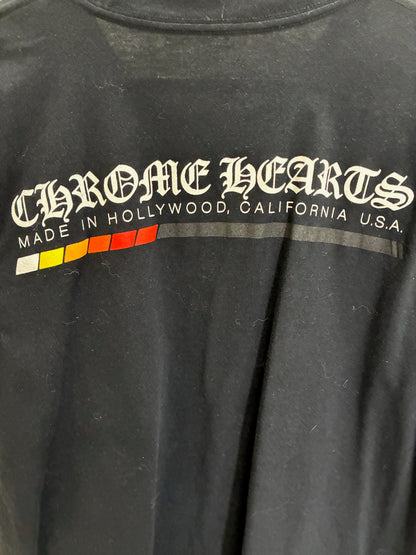 CHROME HEARTS
MADE IN HOLLYWOOD, CALIFORNIA U.S.A.